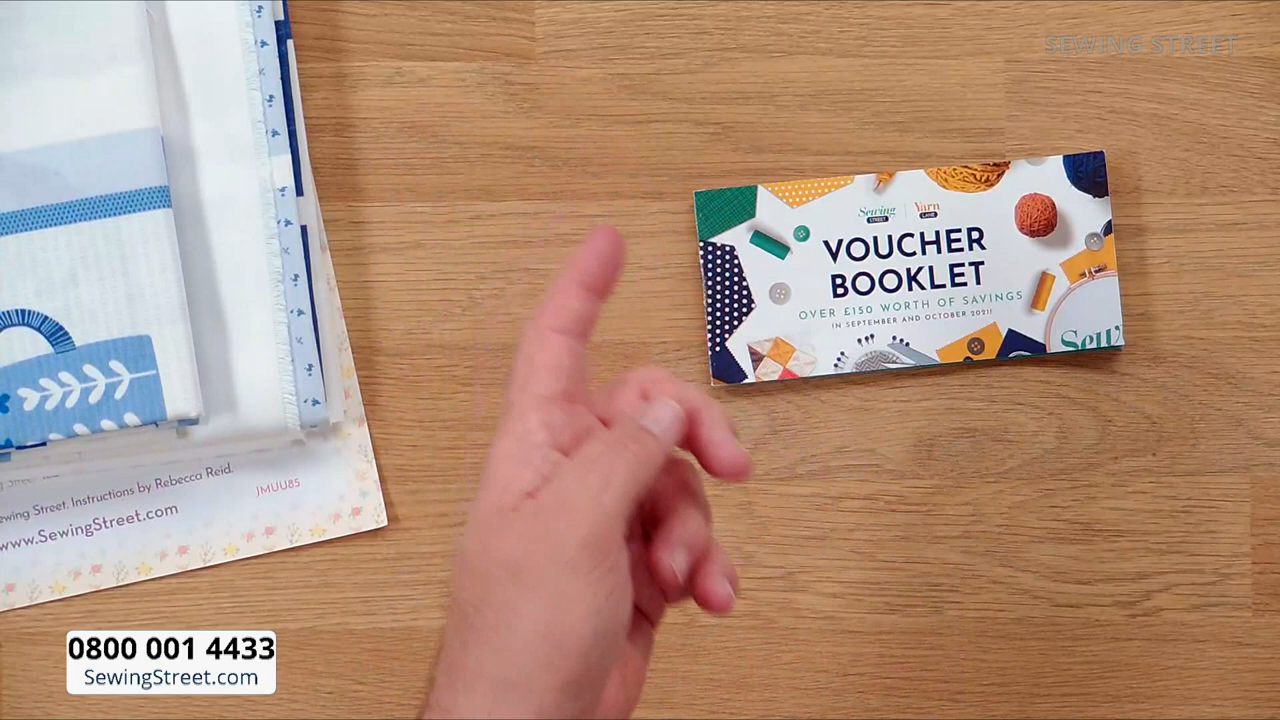 SEWING STREET
Sewing
STREET
Yarn
LANE
VOUCHER
BOOKLET
OVER £150 WORTH OF SAVINGS
IN SEPTEMBER AND OCTOBER 2021!
Sew
Street. Instructions by Rebecca Reid.
JMUU85
www.SewingStreet.com
0800 001 4433
SewingStreet.com